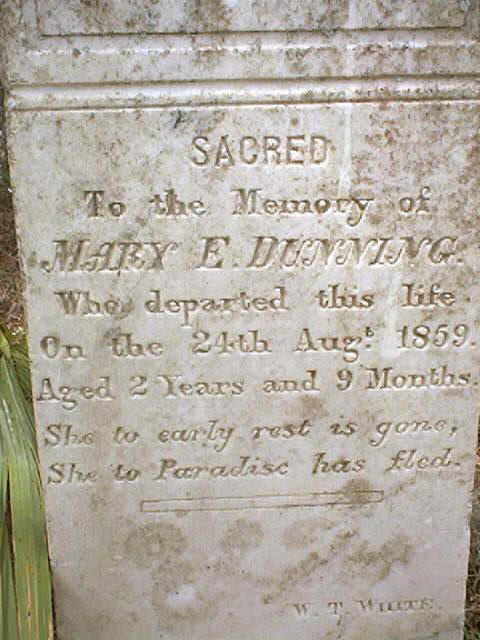 SACRED
To the Memory of
MARY E. DUNNING.
Who departed this life
On the 24th Augt. 1859.
Aged 2 Years and 9 Months.
She to early rest is gone,
She to Paradise has fled.
W. T. WHITE.